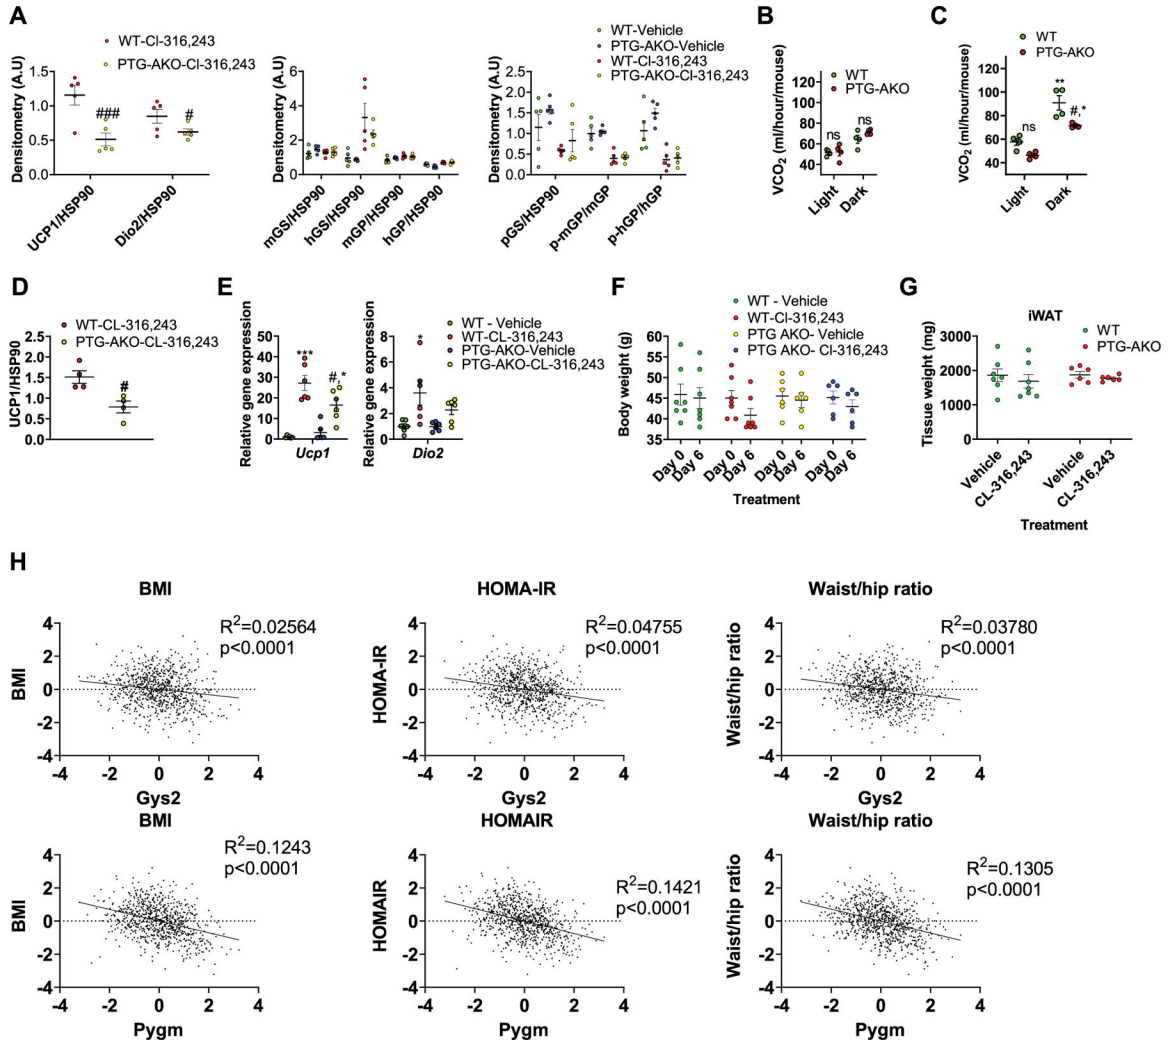 A
WT-Cl-316,243
PTG-AKO-Cl-316,243
Densitometry (A.U)
1.5
1.0
0.5
0.0
###
#
UCP1/HSP90
Dio2/HSP90
Densitometry (A.U)
6
4
2
0
mGS/HSP90
hGS/HSP90
mGP/HSP90
hGP/HSP90
WT-Vehicle
PTG-AKO-Vehicle
WT-Cl-316,243
PTG-AKO-Cl-316,243
Densitometry (A.U)
2.5
2.0
1.5
1.0
0.5
0.0
pGS/HSP90
p-mGP/mGP
p-hGP/hGP
B
WT
PTG-AKO
VCO2 (ml/hour/mouse)
120
100
80
60
40
ns
ns
Light
Dark
C
WT
PTG-AKO
VCO2 (ml/hour/mouse)
120
100
80
60
40
ns
**
#,*
Light
Dark
D
WT-CL-316,243
PTG-AKO-CL-316,243
UCP1/HSP90
2.5
2.0
1.5
1.0
0.5
0.0
#
E
Relative gene expression
50
40
30
20
10
0
***
#,*
Ucp1
Relative gene expression
8
6
4
2
0
*
Dio2
WT - Vehicle
WT-CL-316,243
PTG-AKO-Vehicle
PTG-AKO-CL-316,243
F
WT - Vehicle
WT-Cl-316,243
PTG AKO- Vehicle
PTG AKO- Cl-316,243
Body weight (g)
65
60
55
50
45
40
35
Day 0
Day 6
Day 0
Day 6
Day 0
Day 6
Day 0
Day 6
Treatment
G
iWAT
WT
PTG-AKO
Tissue weight (mg)
3000
2000
1000
0
Vehicle
CL-316,243
Vehicle
CL-316,243
Treatment
H
BMI
R2=0.02564
p<0.0001
BMI
4
2
0
-2
-4
-4
-2
0
2
4
Gys2
HOMA-IR
R2=0.04755
p<0.0001
HOMA-IR
4
2
0
-2
-4
-4
-2
0
2
4
Gys2
Waist/hip ratio
R2=0.03780
p<0.0001
Waist/hip ratio
4
2
0
-2
-4
-4
-2
0
2
4
Gys2
BMI
R2=0.1243
p<0.0001
BMI
4
2
0
-2
-4
-4
-2
0
2
4
Pygm
HOMAIR
R2=0.1421
p<0.0001
HOMAIR
4
2
0
-2
-4
-4
-2
0
2
4
Pygm
Waist/hip ratio
R2=0.1305
p<0.0001
Waist/hip ratio
4
2
0
-2
-4
-4
-2
0
2
4
Pygm